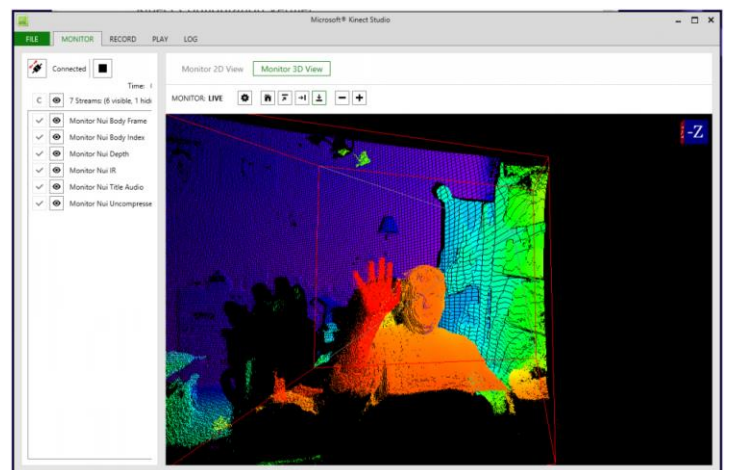 Microsoft® Kinect Studio
FILE MONITOR RECORD PLAY LOG
Connected
Monitor 2D View Monitor 3D View
Time:
C 7 Streams: (6 visible, 1 hidd
MONITOR: LIVE
Monitor Nui Body Frame
Monitor Nui Body Index
Monitor Nui Depth
Monitor Nui IR
Monitor Nui Title Audio
Monitor Nui Uncompresse
-Z